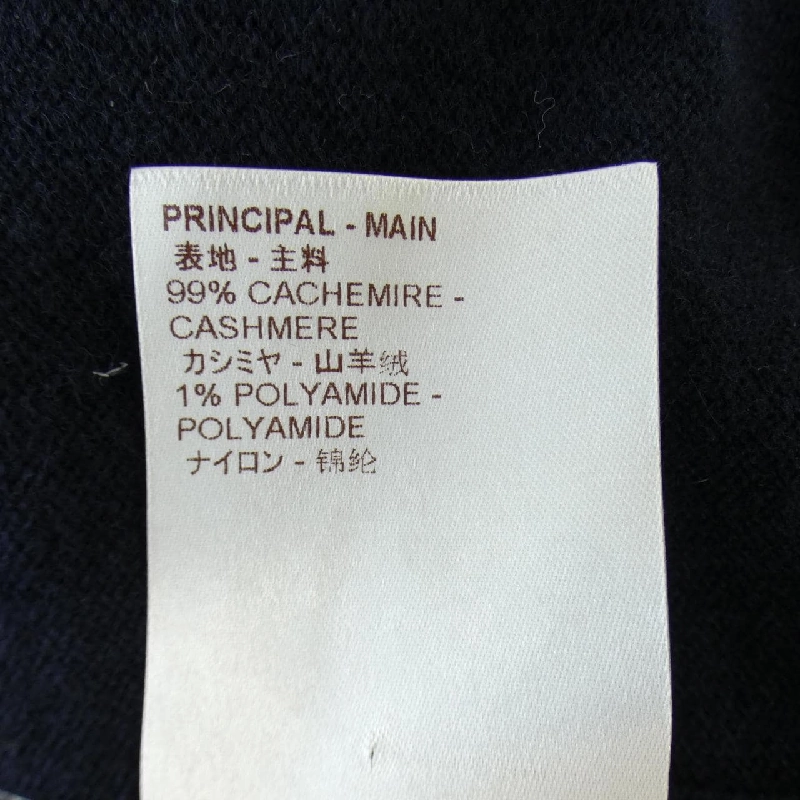 PRINCIPAL - MAIN
表地 - 主料
99% CACHEMIRE -
CASHMERE
カシミヤ - 山羊绒
1% POLYAMIDE -
POLYAMIDE
ナイロン - 锦纶